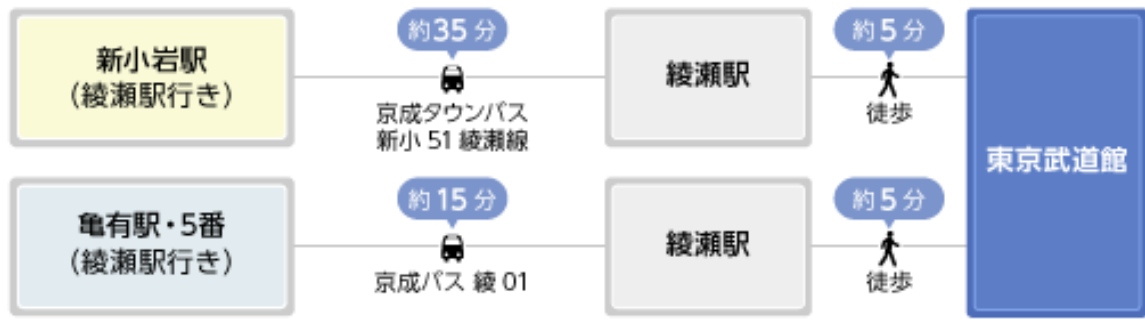 新小岩駅
(綾瀬駅行き)
約35分
京成タウンバス
新小 51 綾瀬線
綾瀬駅
約5分
徒歩
亀有駅・5番
(綾瀬駅行き)
約15分
京成バス 綾 01
綾瀬駅
約5分
徒歩
東京武道館